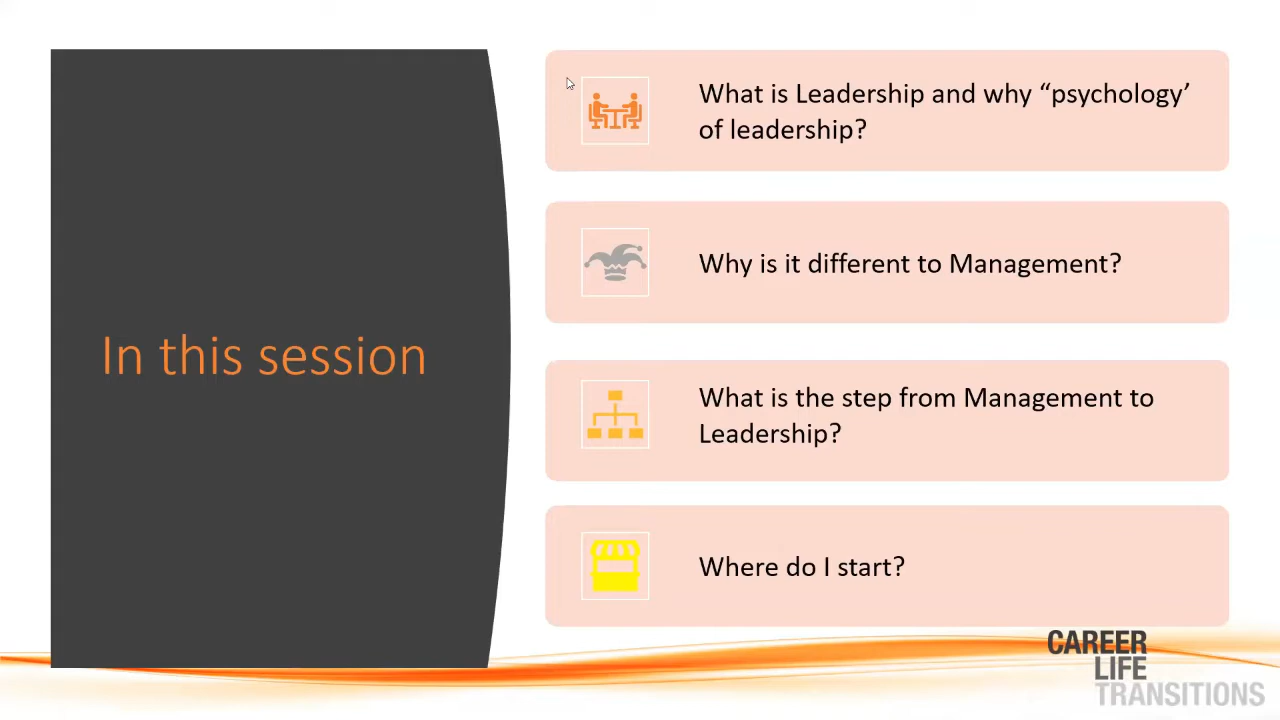 In this session
What is Leadership and why “psychology’
of leadership?
Why is it different to Management?
What is the step from Management to
Leadership?
Where do I start?
CAREER
LIFE
TRANSITIONS